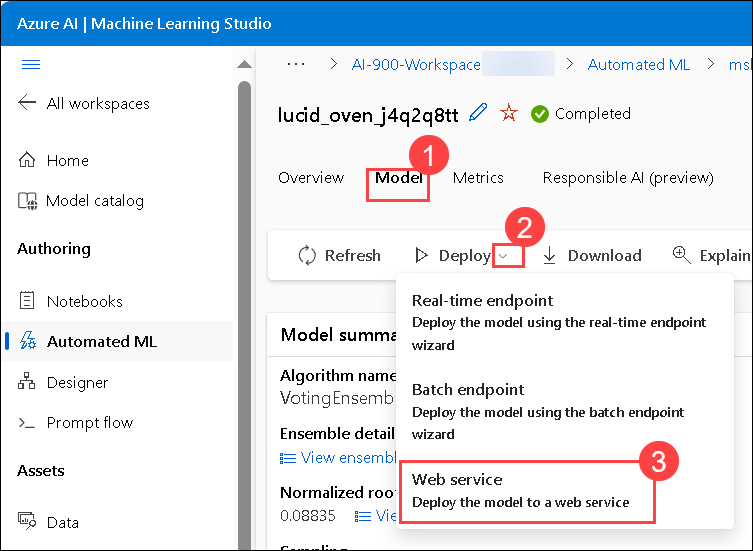 Azure AI | Machine Learning Studio
··· > AI-900-Workspace > Automated ML >
All workspaces
lucid_oven_j4q2q8tt Completed
1
Home
Overview Model Metrics Responsible AI (preview)
Model catalog
2
Authoring
Refresh Deploy Download Explain
Notebooks
Real-time endpoint
Deploy the model using the real-time endpoint
wizard
Automated ML
Model summa
Designer
Algorithm name
VotingEnsemb
Batch endpoint
Deploy the model using the batch endpoint
wizard
Prompt flow
Ensemble detail
View ensembl
3
Assets
Web service
Deploy the model to a web service
Normalized roo
0.08835 Vie
Data